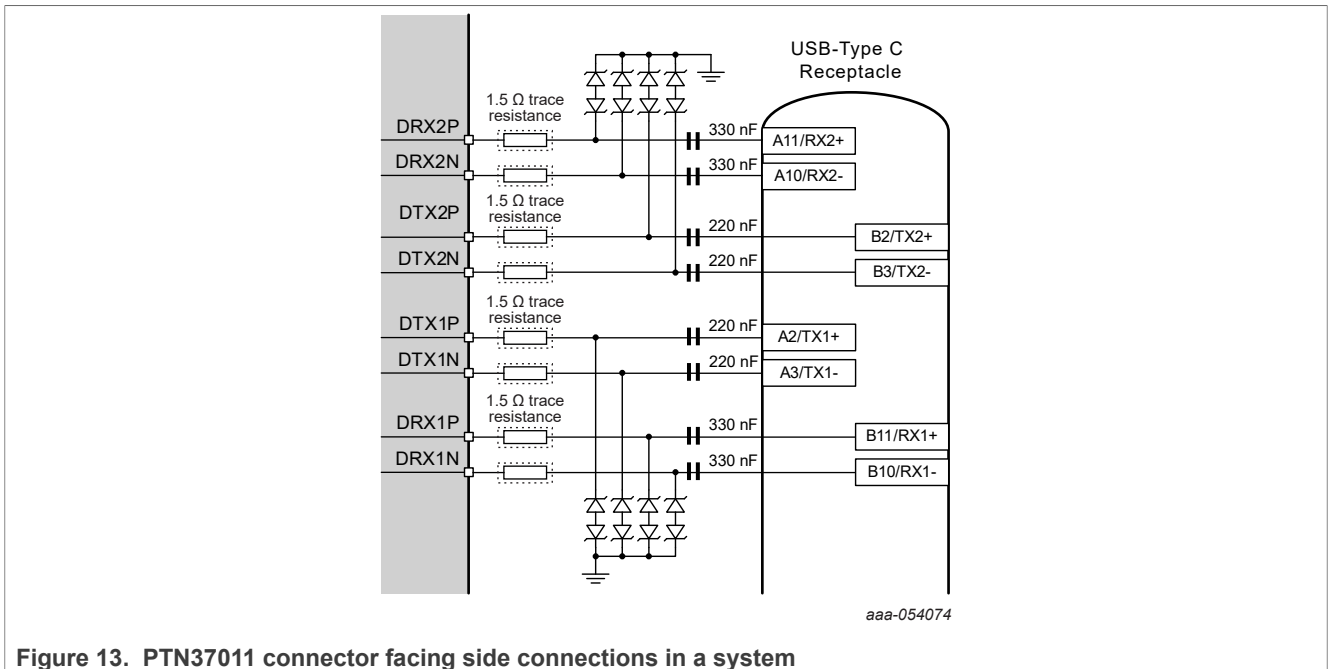 USB-Type C
Receptacle
1.5 Ω trace
resistance
DRX2P
330 nF
A11/RX2+
DRX2N
330 nF
A10/RX2-
1.5 Ω trace
resistance
DTX2P
220 nF
B2/TX2+
DTX2N
220 nF
B3/TX2-
1.5 Ω trace
resistance
DTX1P
220 nF
A2/TX1+
DTX1N
220 nF
A3/TX1-
1.5 Ω trace
resistance
DRX1P
330 nF
B11/RX1+
DRX1N
330 nF
B10/RX1-
aaa-054074
Figure 13. PTN37011 connector facing side connections in a system